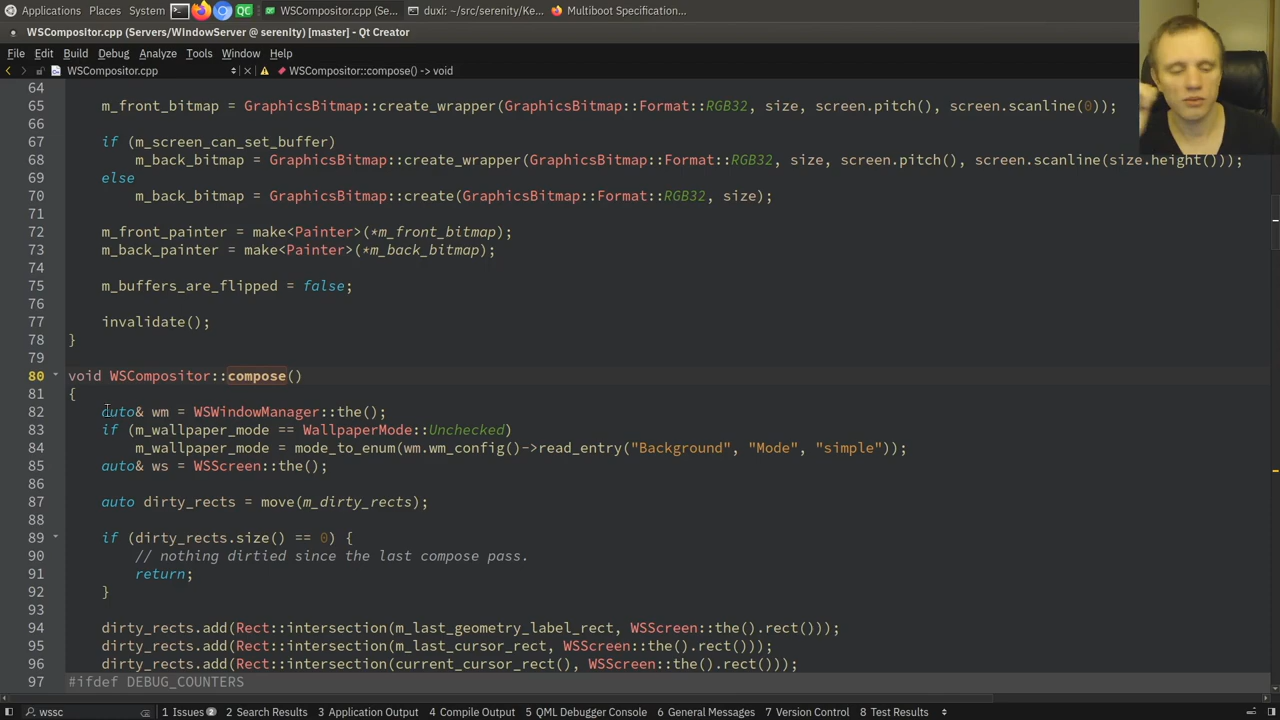 Applications Places System WSCompositor.cpp (Se... duxi: ~/src/serenity/Ke... Multiboot Specification...
WSCompositor.cpp (Servers/WindowServer @ serenity) [master] - Qt Creator
File Edit Build Debug Analyze Tools Window Help
WSCompositor.cpp WSCompositor::compose() -> void
64
65 m_front_bitmap = GraphicsBitmap::create_wrapper(GraphicsBitmap::Format::RGB32, size, screen.pitch(), screen.scanline(0));
66
67 if (m_screen_can_set_buffer)
68 m_back_bitmap = GraphicsBitmap::create_wrapper(GraphicsBitmap::Format::RGB32, size, screen.pitch(), screen.scanline(size.height()));
69 else
70 m_back_bitmap = GraphicsBitmap::create(GraphicsBitmap::Format::RGB32, size);
71
72 m_front_painter = make<Painter>(*m_front_bitmap);
73 m_back_painter = make<Painter>(*m_back_bitmap);
74
75 m_buffers_are_flipped = false;
76
77 invalidate();
78 }
79
80 void WSCompositor::compose()
81 {
82 auto& wm = WSWindowManager::the();
83 if (m_wallpaper_mode == WallpaperMode::Unchecked)
84 m_wallpaper_mode = mode_to_enum(wm.wm_config()->read_entry("Background", "Mode", "simple"));
85 auto& ws = WSScreen::the();
86
87 auto dirty_rects = move(m_dirty_rects);
88
89 if (dirty_rects.size() == 0) {
90 // nothing dirtied since the last compose pass.
91 return;
92 }
93
94 dirty_rects.add(Rect::intersection(m_last_geometry_label_rect, WSScreen::the().rect()));
95 dirty_rects.add(Rect::intersection(m_last_cursor_rect, WSScreen::the().rect()));
96 dirty_rects.add(Rect::intersection(current_cursor_rect(), WSScreen::the().rect()));
97 #ifdef DEBUG_COUNTERS
wssc 1 Issues 2 2 Search Results 3 Application Output 4 Compile Output 5 QML Debugger Console 6 General Messages 7 Version Control 8 Test Results